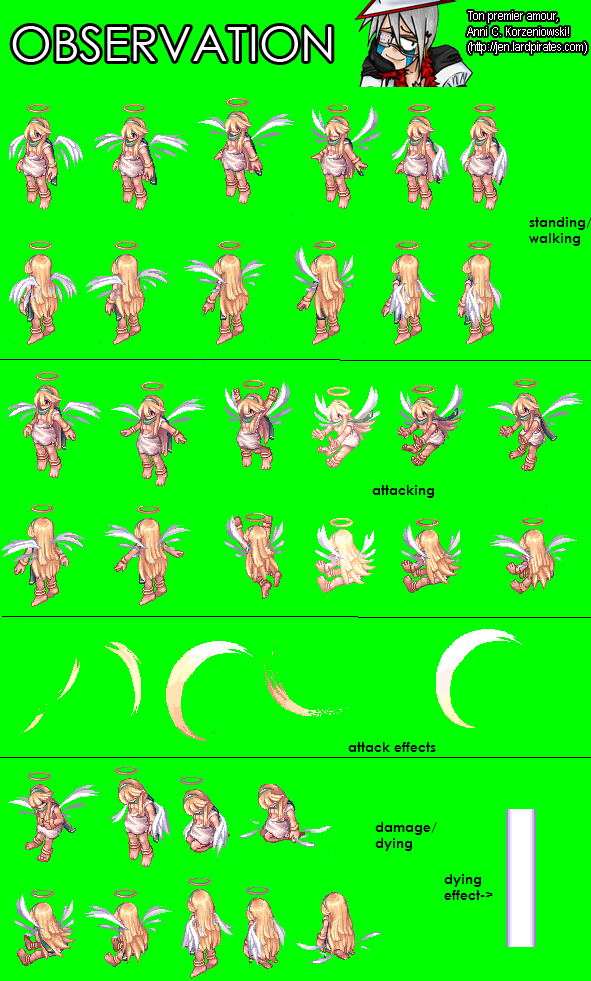 OBSERVATION
Ton premier amour,
Anni C. Korzeniowski!
(http://jen.lardpirates.com)
standing/
walking
attacking
attack effects
damage/
dying
dying
effect->